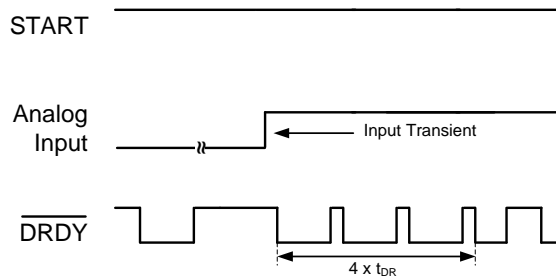 START
Analog
Input
Input Transient
DRDY
4 x tDR